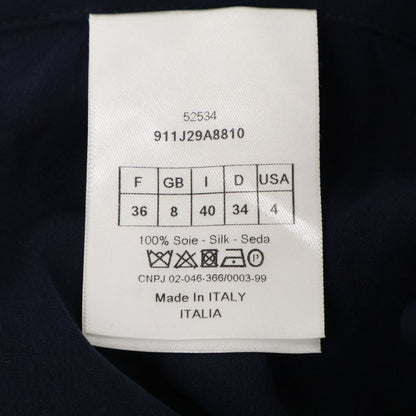 52534
911J29A8810
F GB I D USA
36 8 40 34 4
100% Soie - Silk - Seda
P
CNPJ 02-046-366/0003-99
Made In ITALY
ITALIA